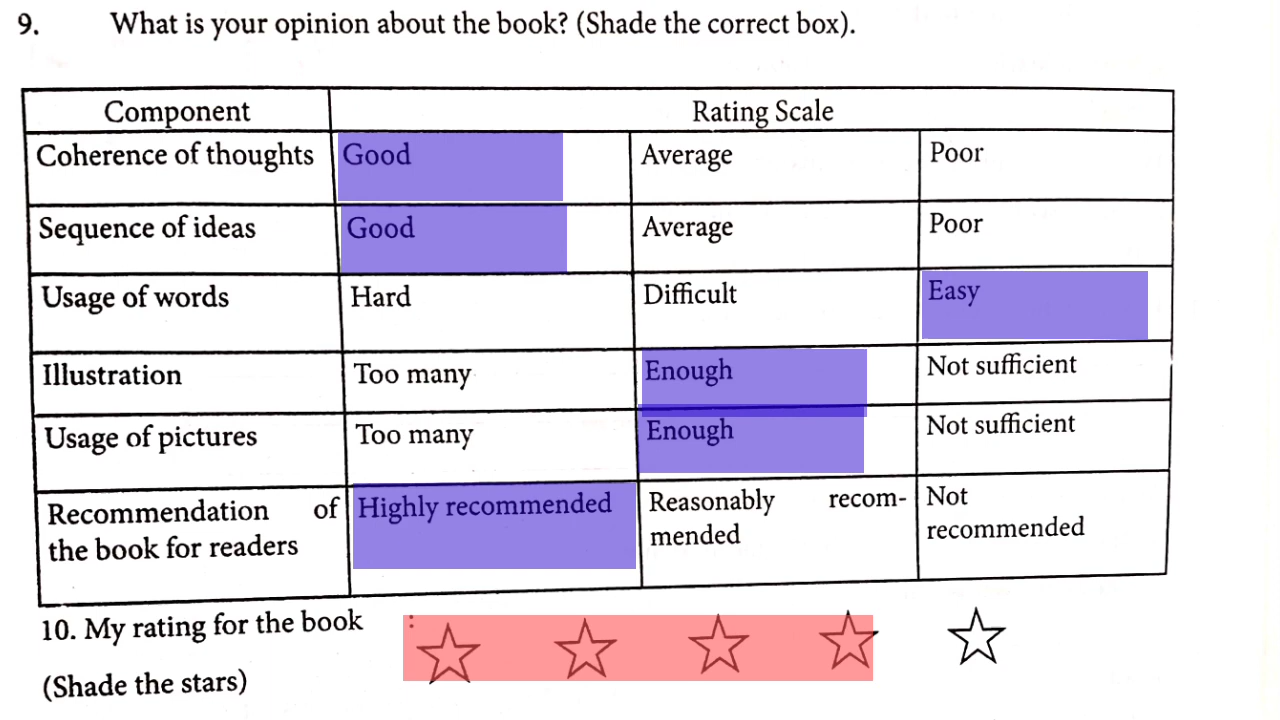 9. What is your opinion about the book? (Shade the correct box).
Component Rating Scale
Coherence of thoughts Good Average Poor
Sequence of ideas Good Average Poor
Usage of words Hard Difficult Easy
Illustration Too many Enough Not sufficient
Usage of pictures Too many Enough Not sufficient
Recommendation of Highly recommended Reasonably recom- Not
the book for readers mended recommended
10. My rating for the book :
(Shade the stars)